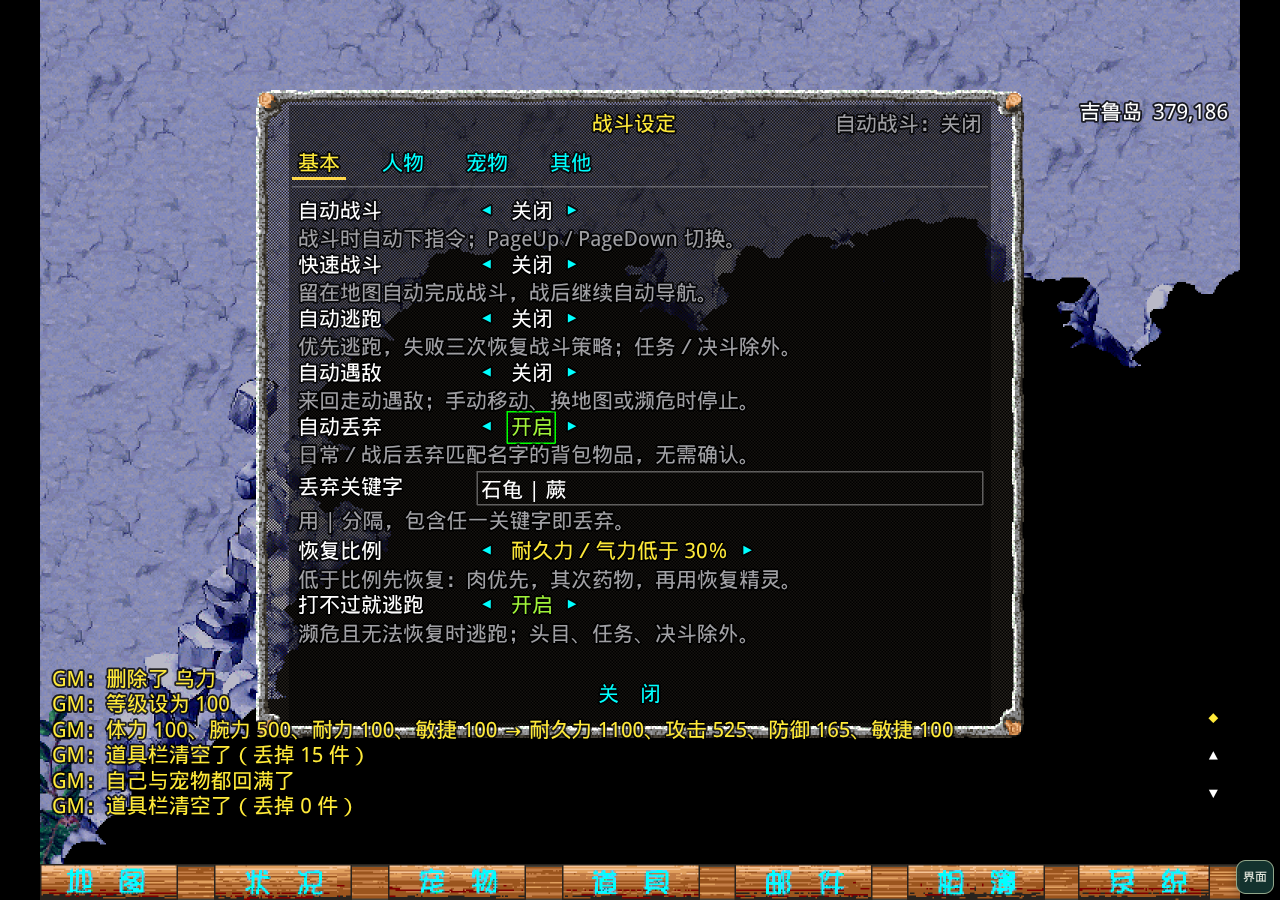 吉鲁岛 379,186
战斗设定
自动战斗：关闭
基本 人物 宠物 其他
自动战斗 ◄ 关闭 ►
战斗时自动下指令；PageUp / PageDown 切换。
快速战斗 ◄ 关闭 ►
留在地图自动完成战斗，战后继续自动导航。
自动逃跑 ◄ 关闭 ►
优先逃跑，失败三次恢复战斗策略；任务 / 决斗除外。
自动遇敌 ◄ 关闭 ►
来回走动遇敌；手动移动、换地图或濒危时停止。
自动丢弃 ◄ 开启 ►
日常 / 战后丢弃匹配名字的背包物品，无需确认。
丢弃关键字 石龟 | 蕨
用 | 分隔，包含任一关键字即丢弃。
恢复比例 ◄ 耐久力 / 气力低于 30% ►
低于比例先恢复：肉优先，其次药物，再用恢复精灵。
打不过就逃跑 ◄ 开启 ►
濒危且无法恢复时逃跑；头目、任务、决斗除外。
关 闭
GM：删除了 乌力
GM：等级设为 100
GM：体力 100、腕力 500、耐力 100、敏捷 100 → 耐久力 1100、攻击 525、防御 165、敏捷 100
GM：道具栏清空了（丢掉 15 件）
GM：自己与宠物都回满了
GM：道具栏清空了（丢掉 0 件）
地 图 状 况 宠 物 道 具 邮 件 相 簿 系 统
界面